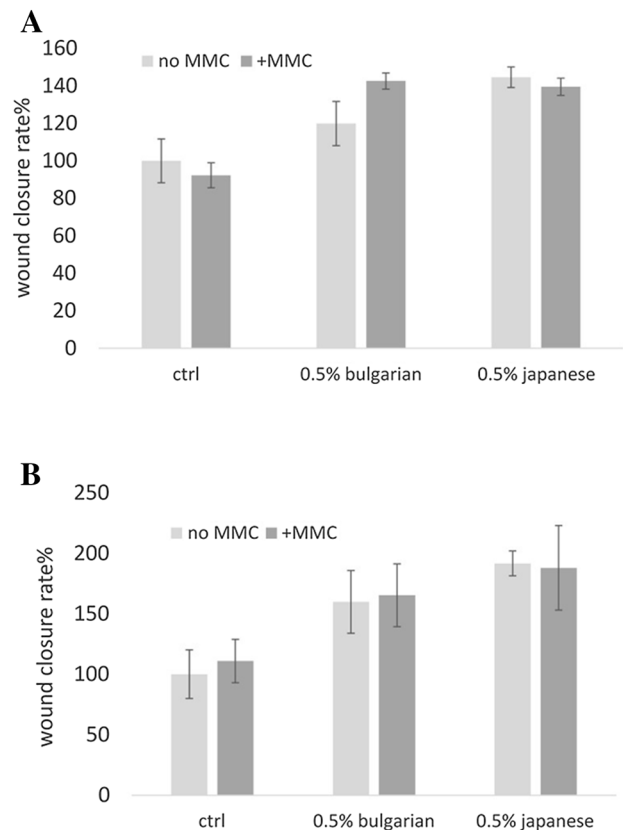 A
160
140
120
100
80
60
40
20
0
wound closure rate%
no MMC +MMC
ctrl 0.5% bulgarian 0.5% japanese
B
250
200
150
100
50
0
wound closure rate%
no MMC +MMC
ctrl 0.5% bulgarian 0.5% japanese